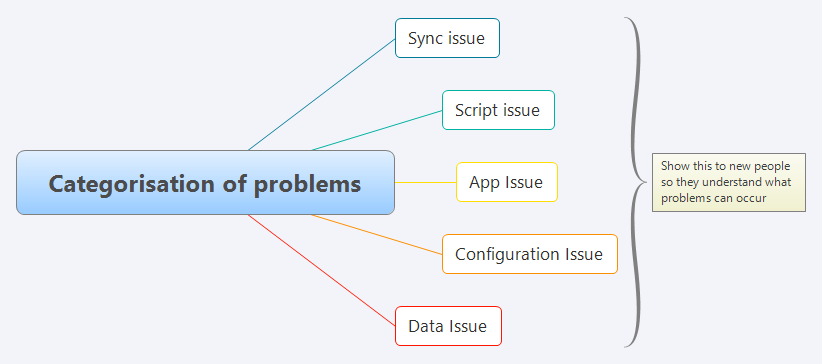 Sync issue
Script issue
Categorisation of problems
App Issue
Configuration Issue
Data Issue
Show this to new people
so they understand what
problems can occur